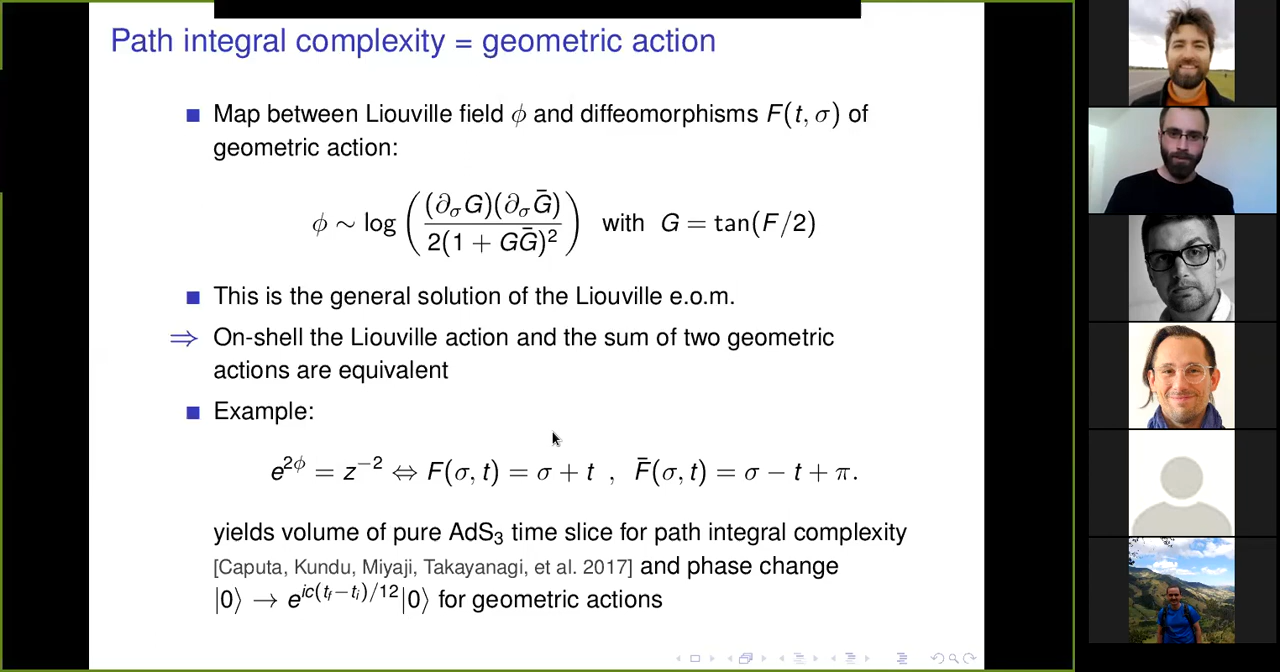 Path integral complexity = geometric action
Map between Liouville field ϕ and diffeomorphisms F(t, σ) of
geometric action:
ϕ ∼ log ( (∂_σ G)(∂_σ Ḡ) / 2(1 + GḠ)² ) with G = tan(F/2)
This is the general solution of the Liouville e.o.m.
⇒ On-shell the Liouville action and the sum of two geometric
actions are equivalent
Example:
e^{2ϕ} = z^{−2} ⇔ F(σ, t) = σ + t , F̄(σ, t) = σ − t + π.
yields volume of pure AdS₃ time slice for path integral complexity
[Caputa, Kundu, Miyaji, Takayanagi, et al. 2017] and phase change
|0⟩ → e^{ic(t_f−t_i)/12}|0⟩ for geometric actions